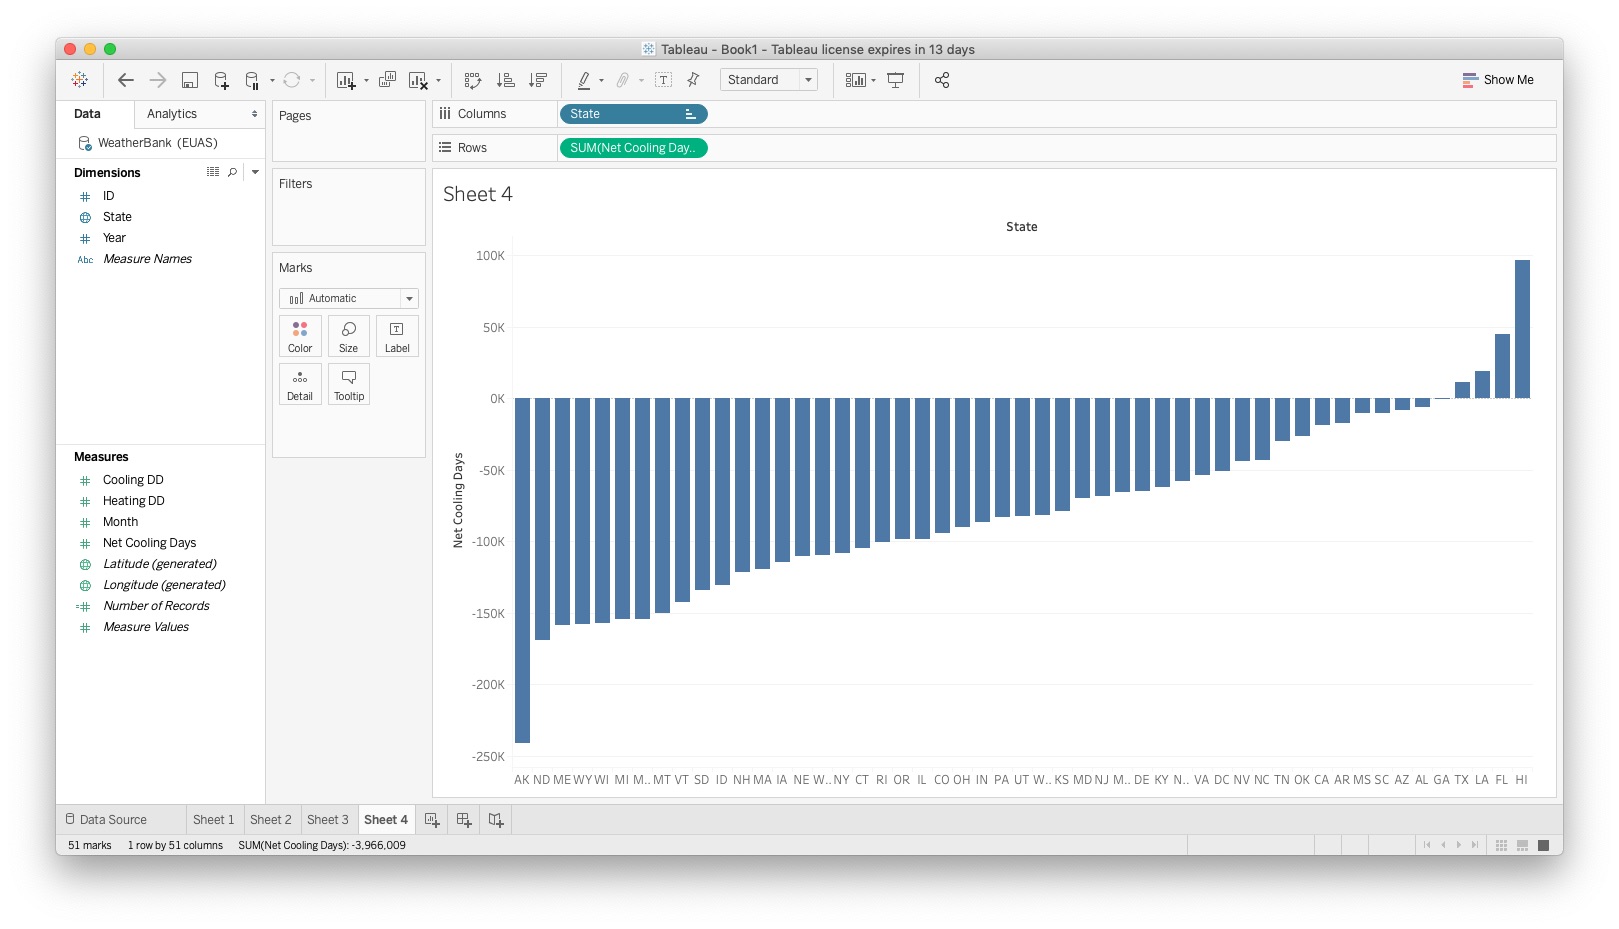 Tableau - Book1 - Tableau license expires in 13 days
Standard
Show Me
Data
Analytics
WeatherBank (EUAS)
Dimensions
ID
State
Year
Abc Measure Names
Measures
Cooling DD
Heating DD
Month
Net Cooling Days
Latitude (generated)
Longitude (generated)
Number of Records
Measure Values
Pages
Filters
Marks
Automatic
Color Size Label
Detail Tooltip
Columns
State
Rows
SUM(Net Cooling Day..
Sheet 4
State
Net Cooling Days
100K
50K
0K
-50K
-100K
-150K
-200K
-250K
AK ND ME WY WI MI M.. MT VT SD ID NH MA IA NE W.. NY CT RI OR IL CO OH IN PA UT W.. KS MD NJ M.. DE KY N.. VA DC NV NC TN OK CA AR MS SC AZ AL GA TX LA FL HI
Data Source
Sheet 1
Sheet 2
Sheet 3
Sheet 4
51 marks
1 row by 51 columns
SUM(Net Cooling Days): -3,966,009